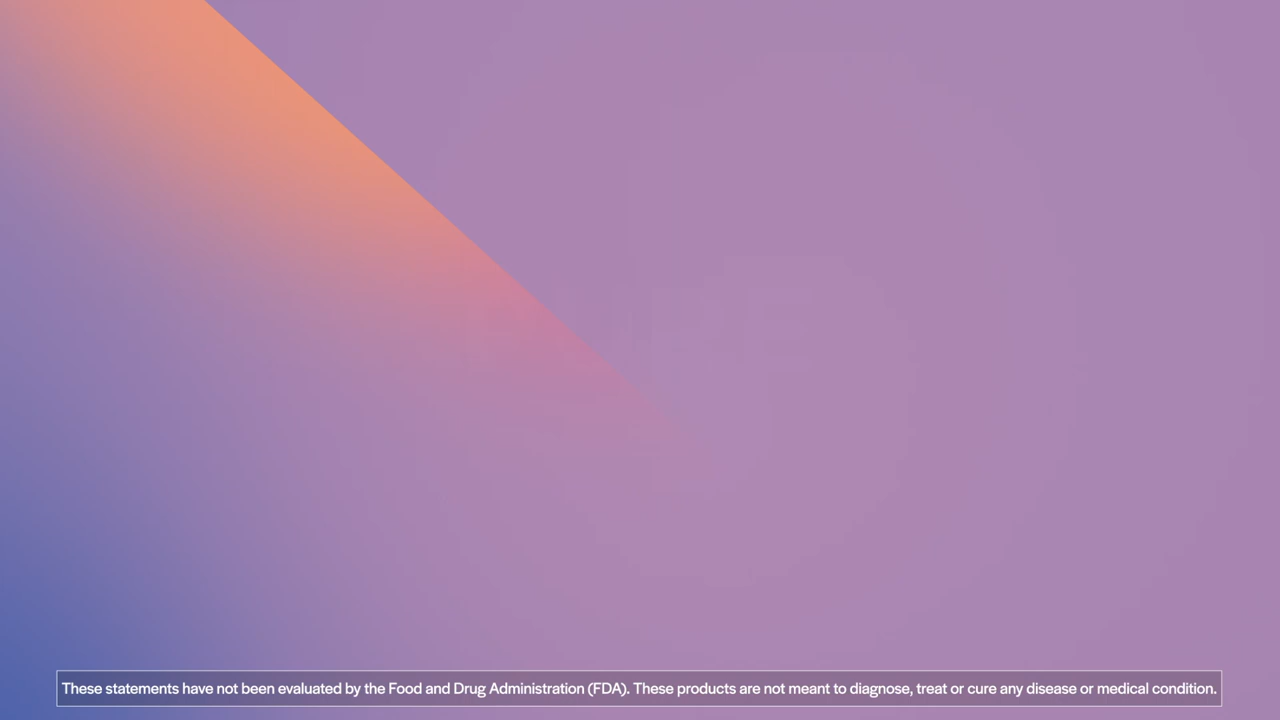 These statements have not been evaluated by the Food and Drug Administration (FDA). These products are not meant to diagnose, treat or cure any disease or medical condition.